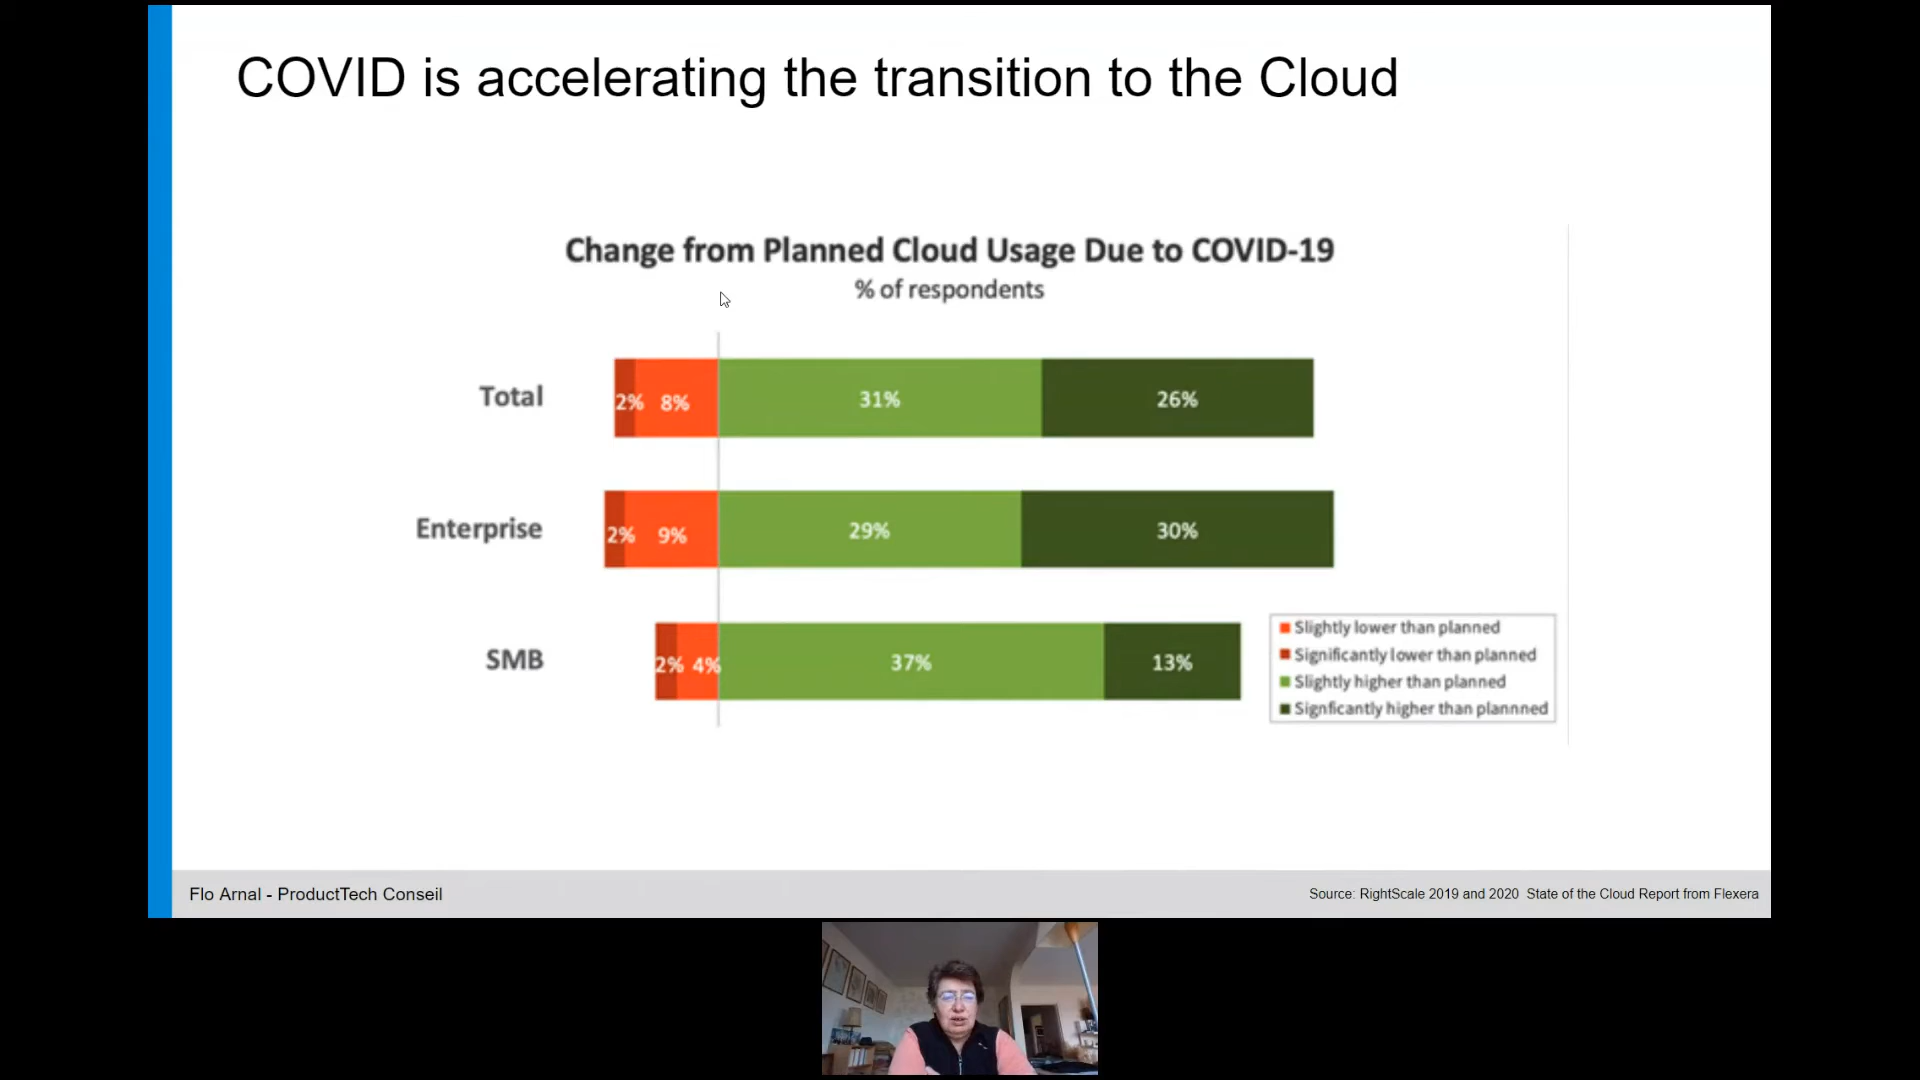 COVID is accelerating the transition to the Cloud
Change from Planned Cloud Usage Due to COVID-19
% of respondents
Total
2% 8% 31% 26%
Enterprise
2% 9% 29% 30%
SMB
2% 4% 37% 13%
Slightly lower than planned
Significantly lower than planned
Slightly higher than planned
Signficantly higher than plannned
Flo Arnal - ProductTech Conseil
Source: RightScale 2019 and 2020 State of the Cloud Report from Flexera